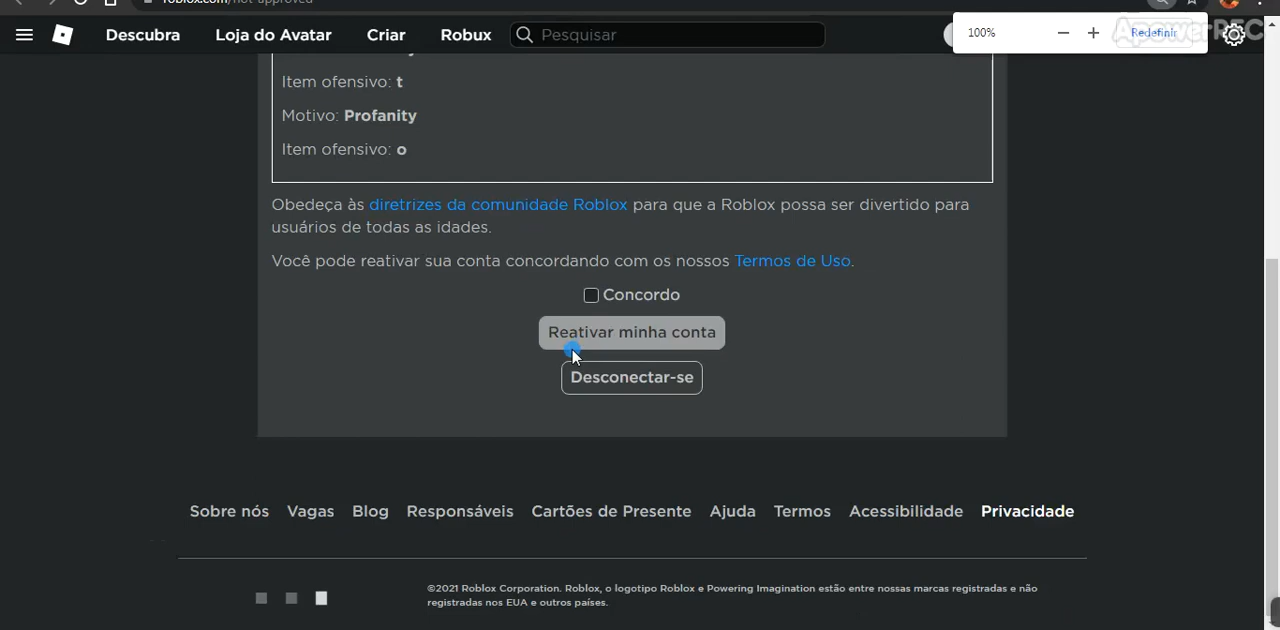 roblox.com/not-approved
100%
Redefinir
ApowerREC
Descubra
Loja do Avatar
Criar
Robux
Pesquisar
Item ofensivo: t
Motivo: Profanity
Item ofensivo: o
Obedeça às diretrizes da comunidade Roblox para que a Roblox possa ser divertido para
usuários de todas as idades.
Você pode reativar sua conta concordando com os nossos Termos de Uso.
Concordo
Reativar minha conta
Desconectar-se
Sobre nós
Vagas
Blog
Responsáveis
Cartões de Presente
Ajuda
Termos
Acessibilidade
Privacidade
©2021 Roblox Corporation. Roblox, o logotipo Roblox e Powering Imagination estão entre nossas marcas registradas e não
registradas nos EUA e outros países.